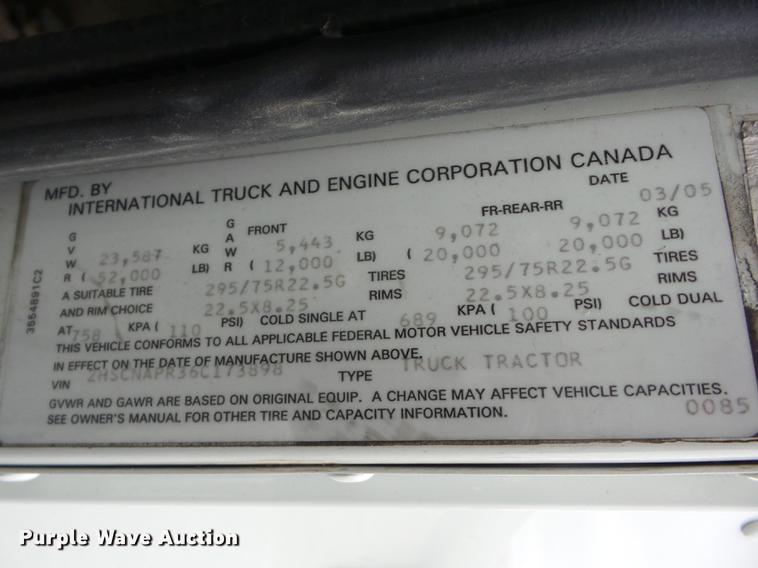 MFD. BY
INTERNATIONAL TRUCK AND ENGINE CORPORATION CANADA
DATE 03/05
G G FRONT FR-REAR-RR
V 23,587 KG A 5,443 KG 9,072 9,072 KG
W W
R ( 52,000 LB) R ( 12,000 LB) ( 20,000 20,000 LB)
A SUITABLE TIRE 295/75R22.5G TIRES 295/75R22.5G TIRES
AND RIM CHOICE 22.5X8.25 RIMS 22.5X8.25 RIMS
AT 758 KPA ( 110 PSI) COLD SINGLE AT 689 KPA ( 100 PSI) COLD DUAL
THIS VEHICLE CONFORMS TO ALL APPLICABLE FEDERAL MOTOR VEHICLE SAFETY STANDARDS
IN EFFECT ON THE DATE OF MANUFACTURE SHOWN ABOVE.
VIN 2HSCNAPR36C173898 TYPE TRUCK TRACTOR
GVWR AND GAWR ARE BASED ON ORIGINAL EQUIP. A CHANGE MAY AFFECT VEHICLE CAPACITIES.
SEE OWNER'S MANUAL FOR OTHER TIRE AND CAPACITY INFORMATION. 0085
3554891C2
Purple Wave Auction